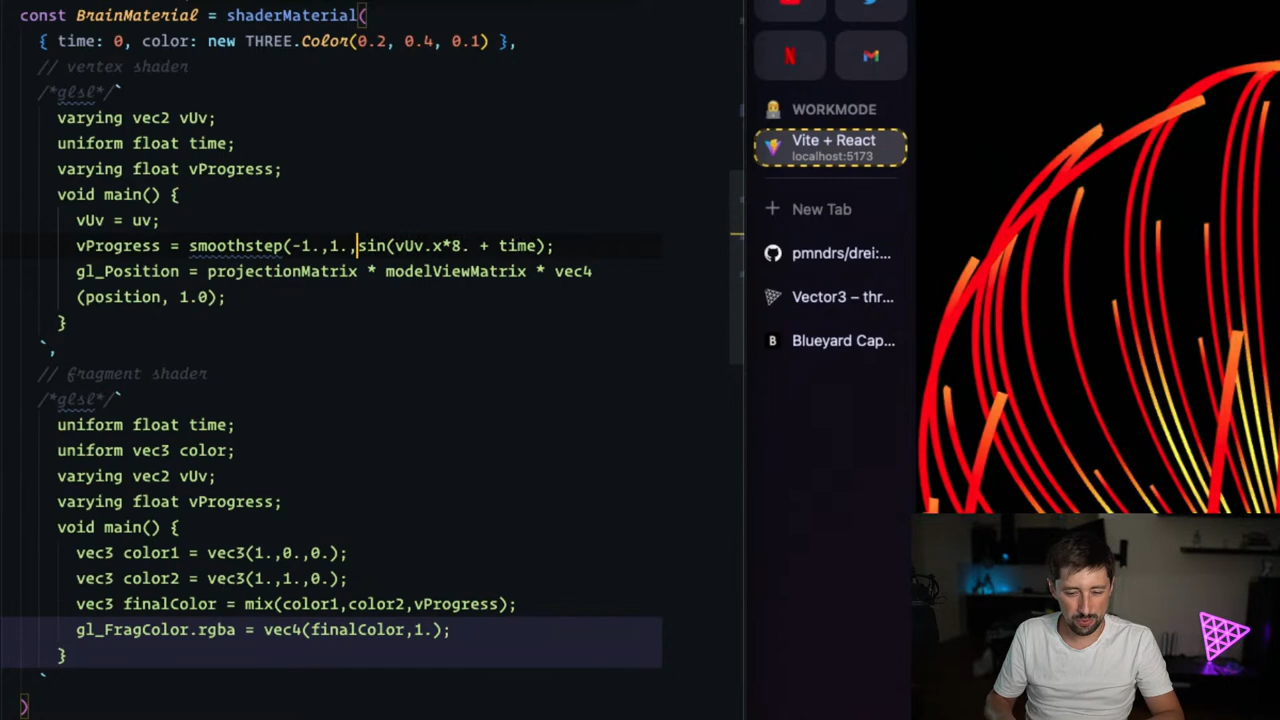 const BrainMaterial = shaderMaterial(
{ time: 0, color: new THREE.Color(0.2, 0.4, 0.1) },
// vertex shader
/*glsl*/`
varying vec2 vUv;
uniform float time;
varying float vProgress;
void main() {
vUv = uv;
vProgress = smoothstep(-1.,1.,sin(vUv.x*8. + time);
gl_Position = projectionMatrix * modelViewMatrix * vec4
(position, 1.0);
}
`,
// fragment shader
/*glsl*/`
uniform float time;
uniform vec3 color;
varying vec2 vUv;
varying float vProgress;
void main() {
vec3 color1 = vec3(1.,0.,0.);
vec3 color2 = vec3(1.,1.,0.);
vec3 finalColor = mix(color1,color2,vProgress);
gl_FragColor.rgba = vec4(finalColor,1.);
}
`
)
WORKMODE
Vite + React
localhost:5173
New Tab
pmndrs/drei:...
Vector3 – thr...
B Blueyard Cap...